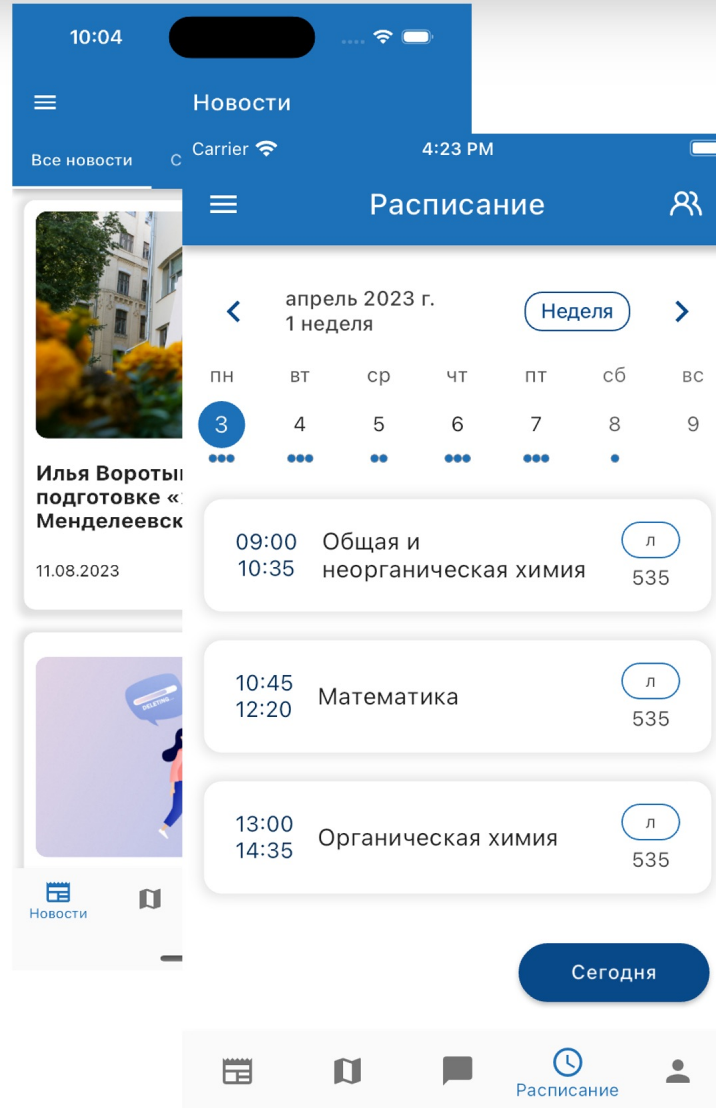 10:04
Новости
Все новости
Илья
подготовке «
11.08.2023
DELETING...
Новости
Carrier
4:23 PM
Расписание
апрель 2023 г.
1 неделя
Неделя
пн вт ср чт пт сб вс
3 4 5 6 7 8 9
09:00
10:35
Общая и
неорганическая химия
л
535
10:45
12:20
Математика
л
535
13:00
14:35
Органическая химия
л
535
Сегодня
Расписание